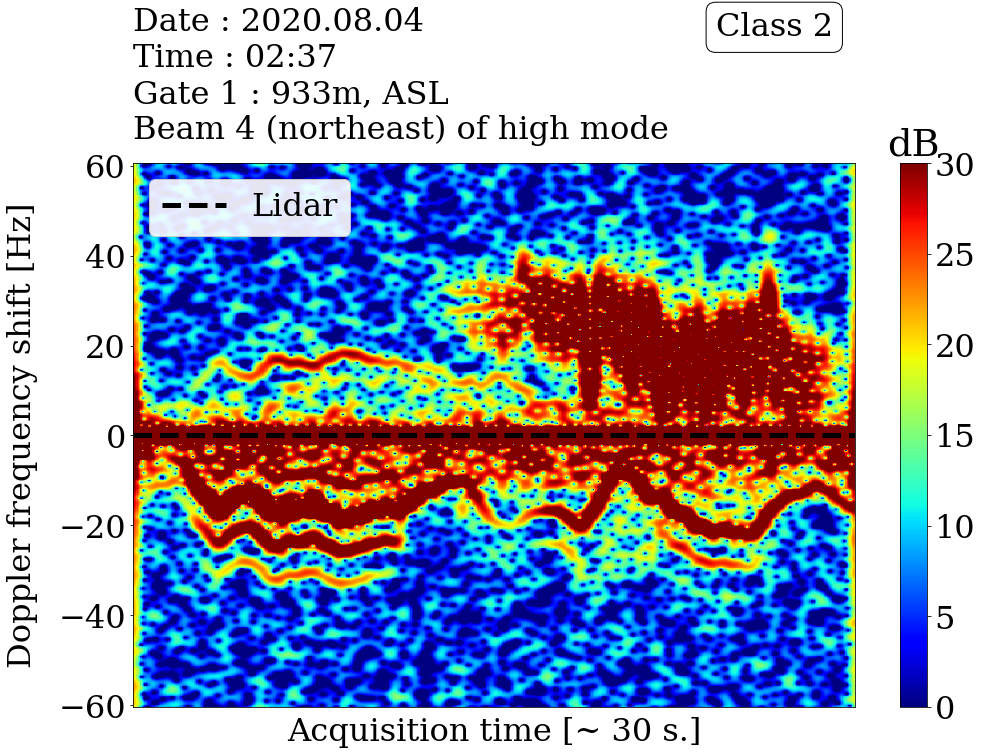 Date : 2020.08.04
Time : 02:37
Gate 1 : 933m, ASL
Beam 4 (northeast) of high mode
Class 2
dB
Lidar
60
40
20
0
−20
−40
−60
Doppler frequency shift [Hz]
Acquisition time [~ 30 s.]
30
25
20
15
10
5
0